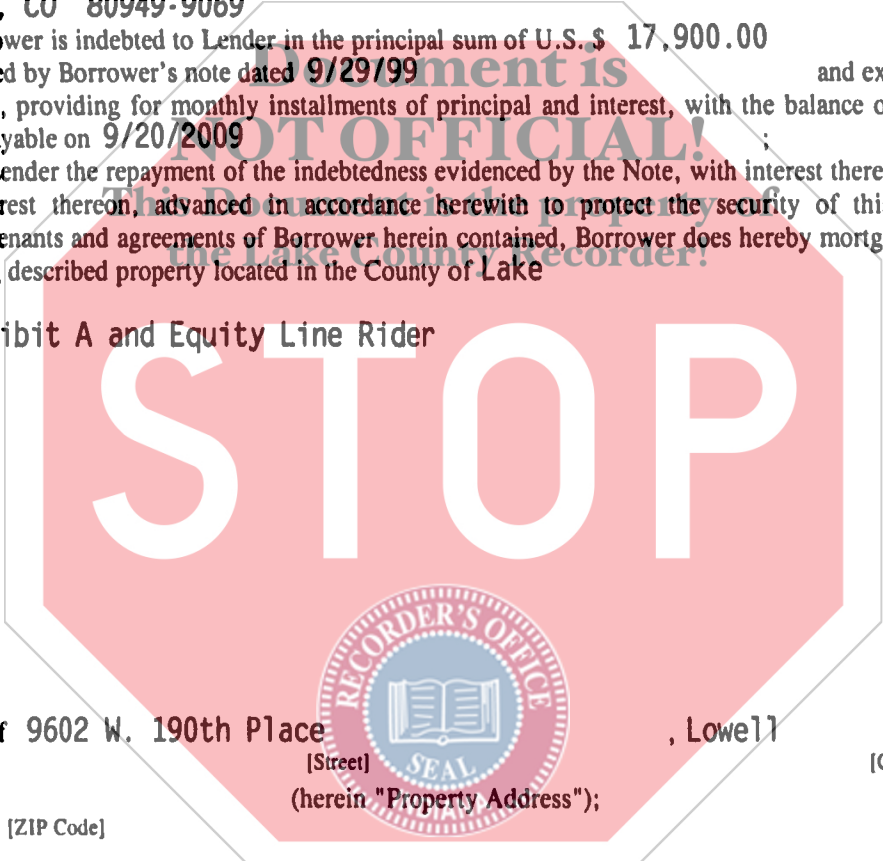 , CO 80949-9069
ower is indebted to Lender in the principal sum of U.S. $ 17,900.00
ed by Borrower's note dated 9/29/99 and ex
, providing for monthly installments of principal and interest, with the balance o
yable on 9/20/2009 ;
ender the repayment of the indebtedness evidenced by the Note, with interest there
rest thereon, advanced in accordance herewith to protect the security of thi
enants and agreements of Borrower herein contained, Borrower does hereby mortg
described property located in the County of Lake
Document is
NOT OFFICIAL!
This Document is the property of
the Lake County Recorder!
ibit A and Equity Line Rider
STOP
RECORDER'S OFFICE
SEAL
f 9602 W. 190th Place , Lowell
[Street] [C
(herein "Property Address");
[ZIP Code]